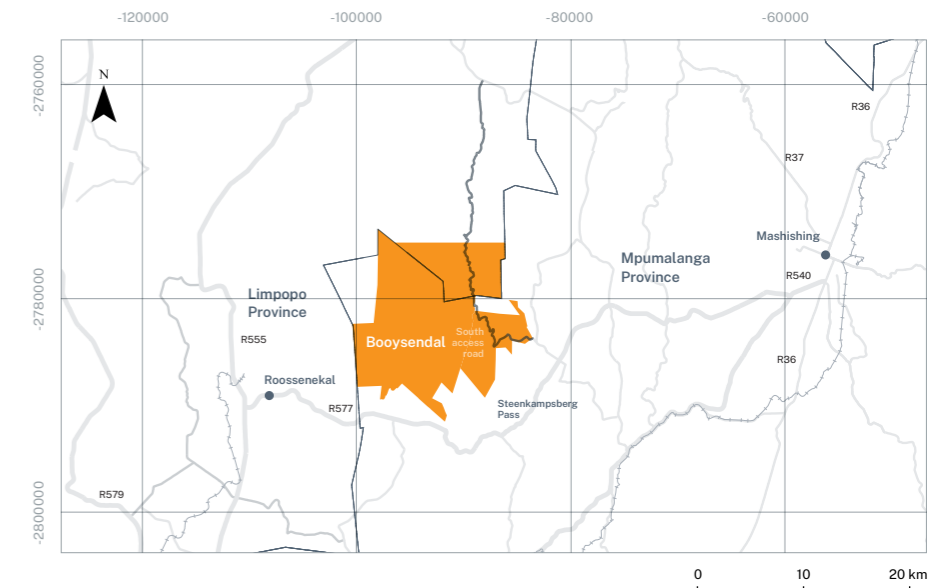 -120000
-100000
-80000
-60000
-2760000
-2780000
-2800000
N
R36
R37
Mashishing
R540
Mpumalanga
Province
Limpopo
Province
R555
Booysendal
South
access
road
R36
Roossenekal
R577
Steenkampsberg
Pass
R579
0
10
20 km